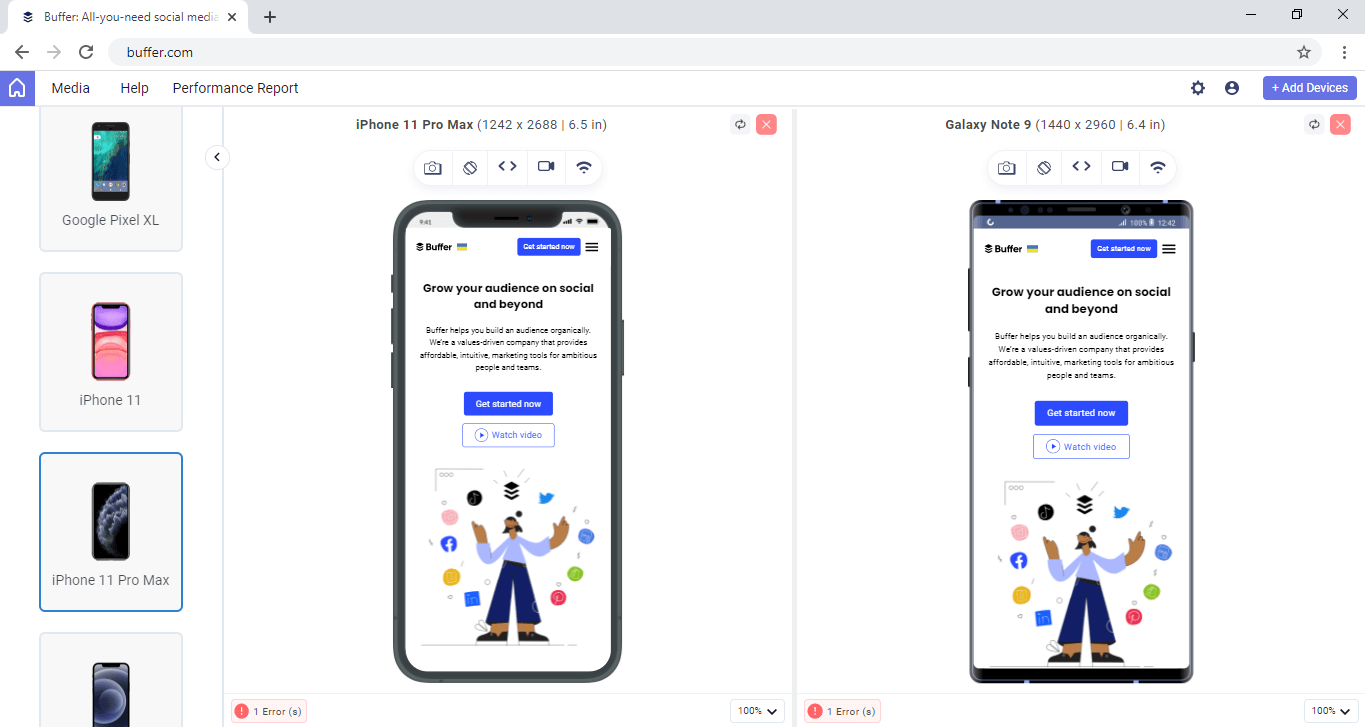 Buffer: All-you-need social media
buffer.com
Media
Help
Performance Report
+ Add Devices
Google Pixel XL
iPhone 11
iPhone 11 Pro Max
iPhone 11 Pro Max (1242 x 2688 | 6.5 in)
9:41
Buffer
Get started now
Grow your audience on social
and beyond
Buffer helps you build an audience organically.
We're a values-driven company that provides
affordable, intuitive, marketing tools for ambitious
people and teams.
Get started now
Watch video
1 Error (s)
100%
Galaxy Note 9 (1440 x 2960 | 6.4 in)
100% 12:42
Buffer
Get started now
Grow your audience on social
and beyond
Buffer helps you build an audience organically.
We're a values-driven company that provides
affordable, intuitive, marketing tools for ambitious
people and teams.
Get started now
Watch video
1 Error (s)
100%